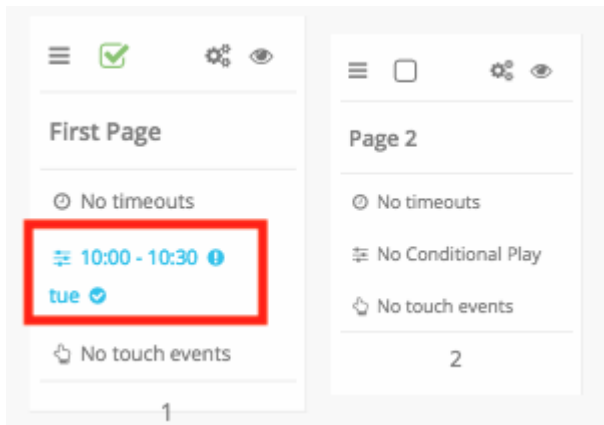 First Page
No timeouts
10:00 - 10:30
tue
No touch events
1
Page 2
No timeouts
No Conditional Play
No touch events
2